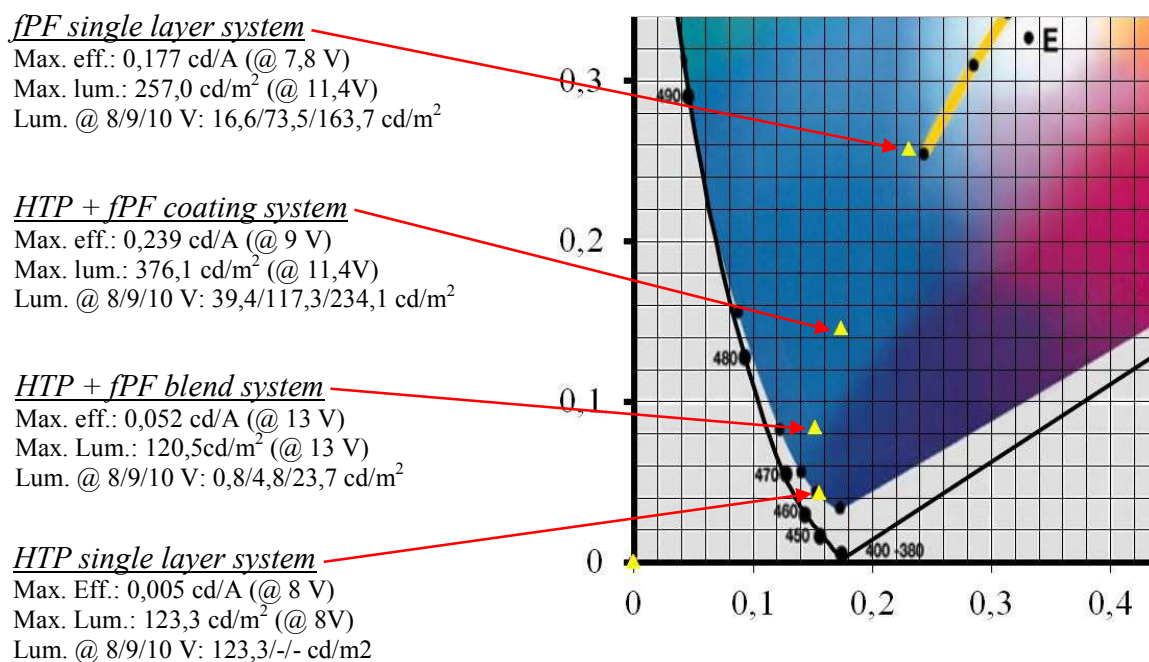 fPF single layer system
Max. eff.: 0,177 cd/A (@ 7,8 V)
Max. lum.: 257,0 cd/m² (@ 11,4V)
Lum. @ 8/9/10 V: 16,6/73,5/163,7 cd/m²
HTP + fPF coating system
Max. eff.: 0,239 cd/A (@ 9 V)
Max. lum.: 376,1 cd/m² (@ 11,4V)
Lum. @ 8/9/10 V: 39,4/117,3/234,1 cd/m²
HTP + fPF blend system
Max. eff.: 0,052 cd/A (@ 13 V)
Max. Lum.: 120,5cd/m² (@ 13 V)
Lum. @ 8/9/10 V: 0,8/4,8/23,7 cd/m²
HTP single layer system
Max. Eff.: 0,005 cd/A (@ 8 V)
Max. Lum.: 123,3 cd/m² (@ 8V)
Lum. @ 8/9/10 V: 123,3/-/- cd/m2
E
0,3
490
0,2
480
0,1
470
460
450
400 -380
0
0
0,1
0,2
0,3
0,4